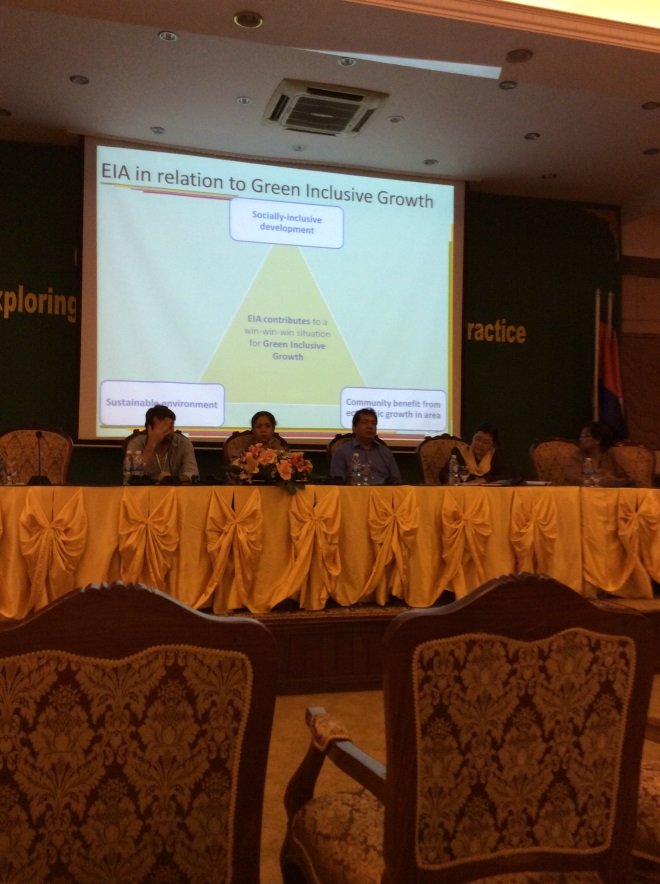 EIA in relation to Green Inclusive Growth
Socially-inclusive
development
EIA contributes to a
win-win-win situation
for Green Inclusive
Growth
Sustainable environment
Community benefit from
growth in area
xploring
ractice